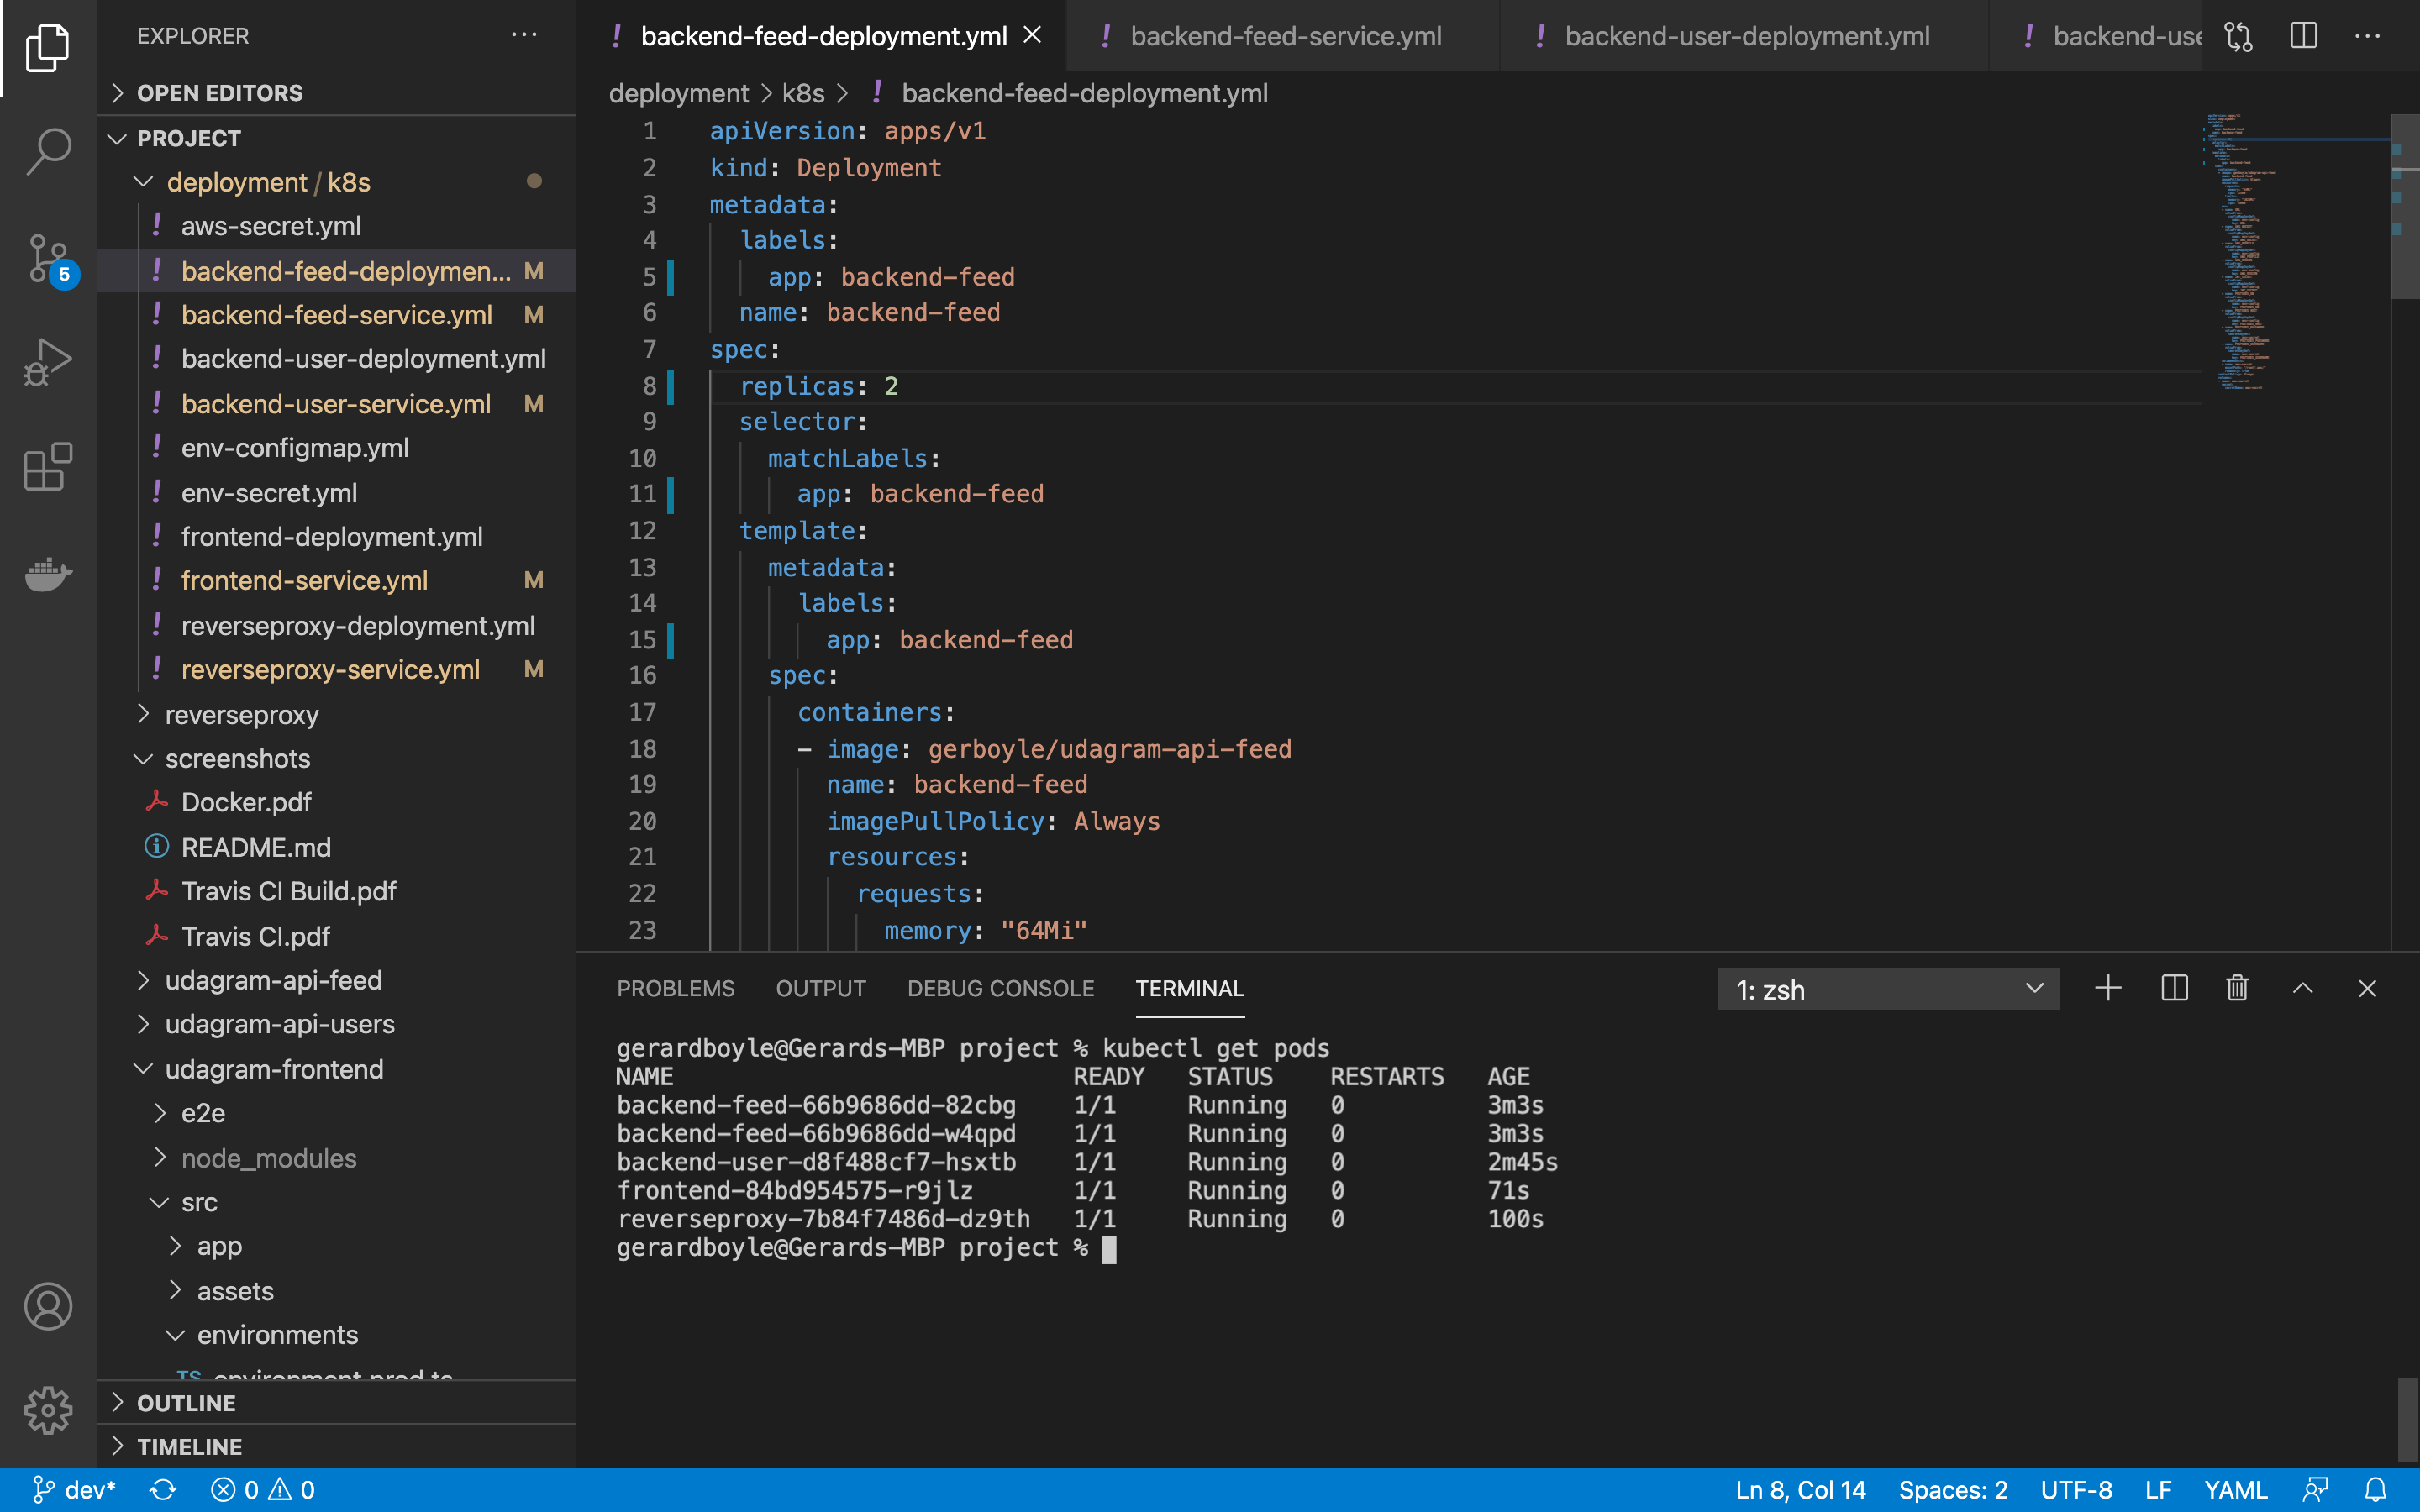 EXPLORER
OPEN EDITORS
PROJECT
deployment / k8s
aws-secret.yml
backend-feed-deploymen... M
backend-feed-service.yml M
backend-user-deployment.yml
backend-user-service.yml M
env-configmap.yml
env-secret.yml
frontend-deployment.yml
frontend-service.yml M
reverseproxy-deployment.yml
reverseproxy-service.yml M
reverseproxy
screenshots
Docker.pdf
README.md
Travis CI Build.pdf
Travis CI.pdf
udagram-api-feed
udagram-api-users
udagram-frontend
e2e
node_modules
src
app
assets
environments
TS environment.prod.ts
OUTLINE
TIMELINE
5
! backend-feed-deployment.yml
! backend-feed-service.yml
! backend-user-deployment.yml
! backend-use
deployment > k8s > ! backend-feed-deployment.yml
1 apiVersion: apps/v1
2 kind: Deployment
3 metadata:
4 labels:
5 app: backend-feed
6 name: backend-feed
7 spec:
8 replicas: 2
9 selector:
10 matchLabels:
11 app: backend-feed
12 template:
13 metadata:
14 labels:
15 app: backend-feed
16 spec:
17 containers:
18 - image: gerboyle/udagram-api-feed
19 name: backend-feed
20 imagePullPolicy: Always
21 resources:
22 requests:
23 memory: "64Mi"
PROBLEMS OUTPUT DEBUG CONSOLE TERMINAL
1: zsh
gerardboyle@Gerards-MBP project % kubectl get pods
NAME READY STATUS RESTARTS AGE
backend-feed-66b9686dd-82cbg 1/1 Running 0 3m3s
backend-feed-66b9686dd-w4qpd 1/1 Running 0 3m3s
backend-user-d8f488cf7-hsxtb 1/1 Running 0 2m45s
frontend-84bd954575-r9jlz 1/1 Running 0 71s
reverseproxy-7b84f7486d-dz9th 1/1 Running 0 100s
gerardboyle@Gerards-MBP project %
dev* 0 0
Ln 8, Col 14 Spaces: 2 UTF-8 LF YAML